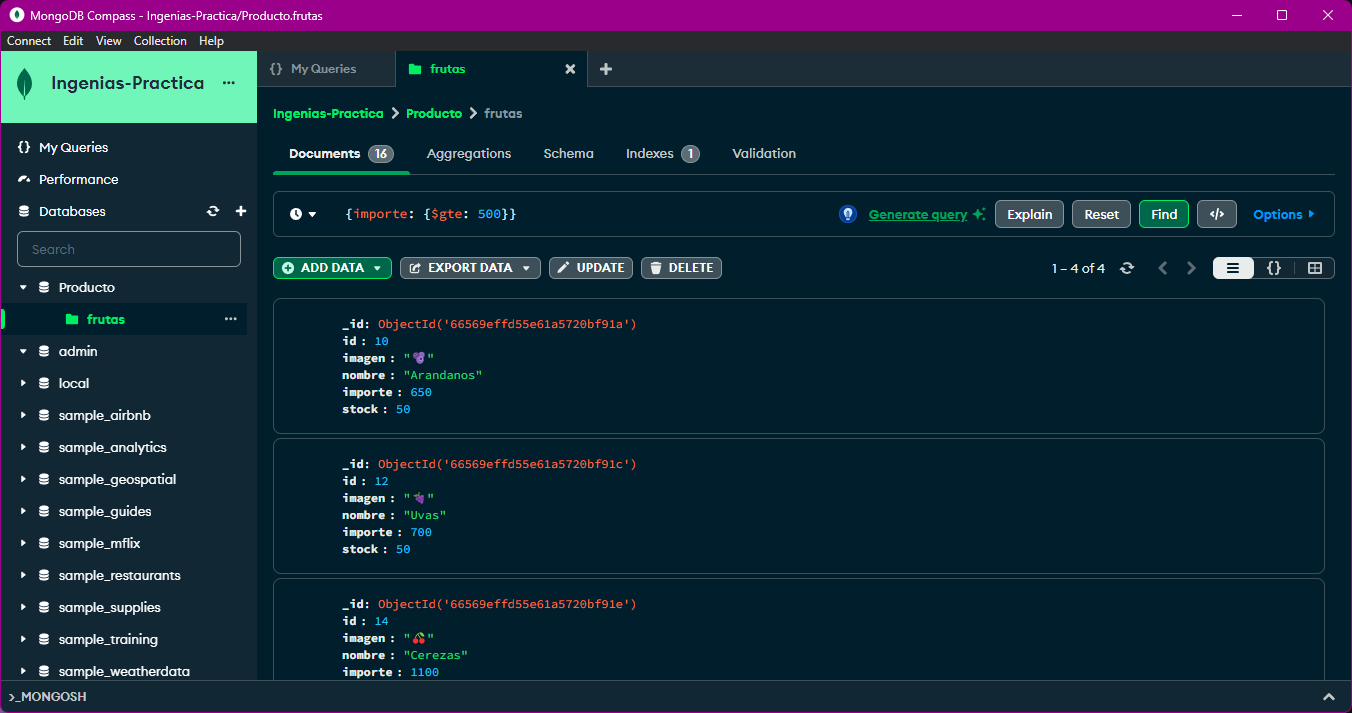 MongoDB Compass - Ingenias-Practica/Producto.frutas
Connect Edit View Collection Help
Ingenias-Practica
My Queries
Performance
Databases
Search
Producto
frutas
admin
local
sample_airbnb
sample_analytics
sample_geospatial
sample_guides
sample_mflix
sample_restaurants
sample_supplies
sample_training
sample_weatherdata
{} My Queries
frutas
Ingenias-Practica > Producto > frutas
Documents 16 Aggregations Schema Indexes 1 Validation
{importe: {$gte: 500}}
Generate query Explain Reset Find </> Options
ADD DATA EXPORT DATA UPDATE DELETE
1 – 4 of 4 {}
_id: ObjectId('66569effd55e61a5720bf91a')
id : 10
imagen : "🫐"
nombre : "Arandanos"
importe : 650
stock : 50
_id: ObjectId('66569effd55e61a5720bf91c')
id : 12
imagen : "🍇"
nombre : "Uvas"
importe : 700
stock : 50
_id: ObjectId('66569effd55e61a5720bf91e')
id : 14
imagen : "🍒"
nombre : "Cerezas"
importe : 1100
>_MONGOSH